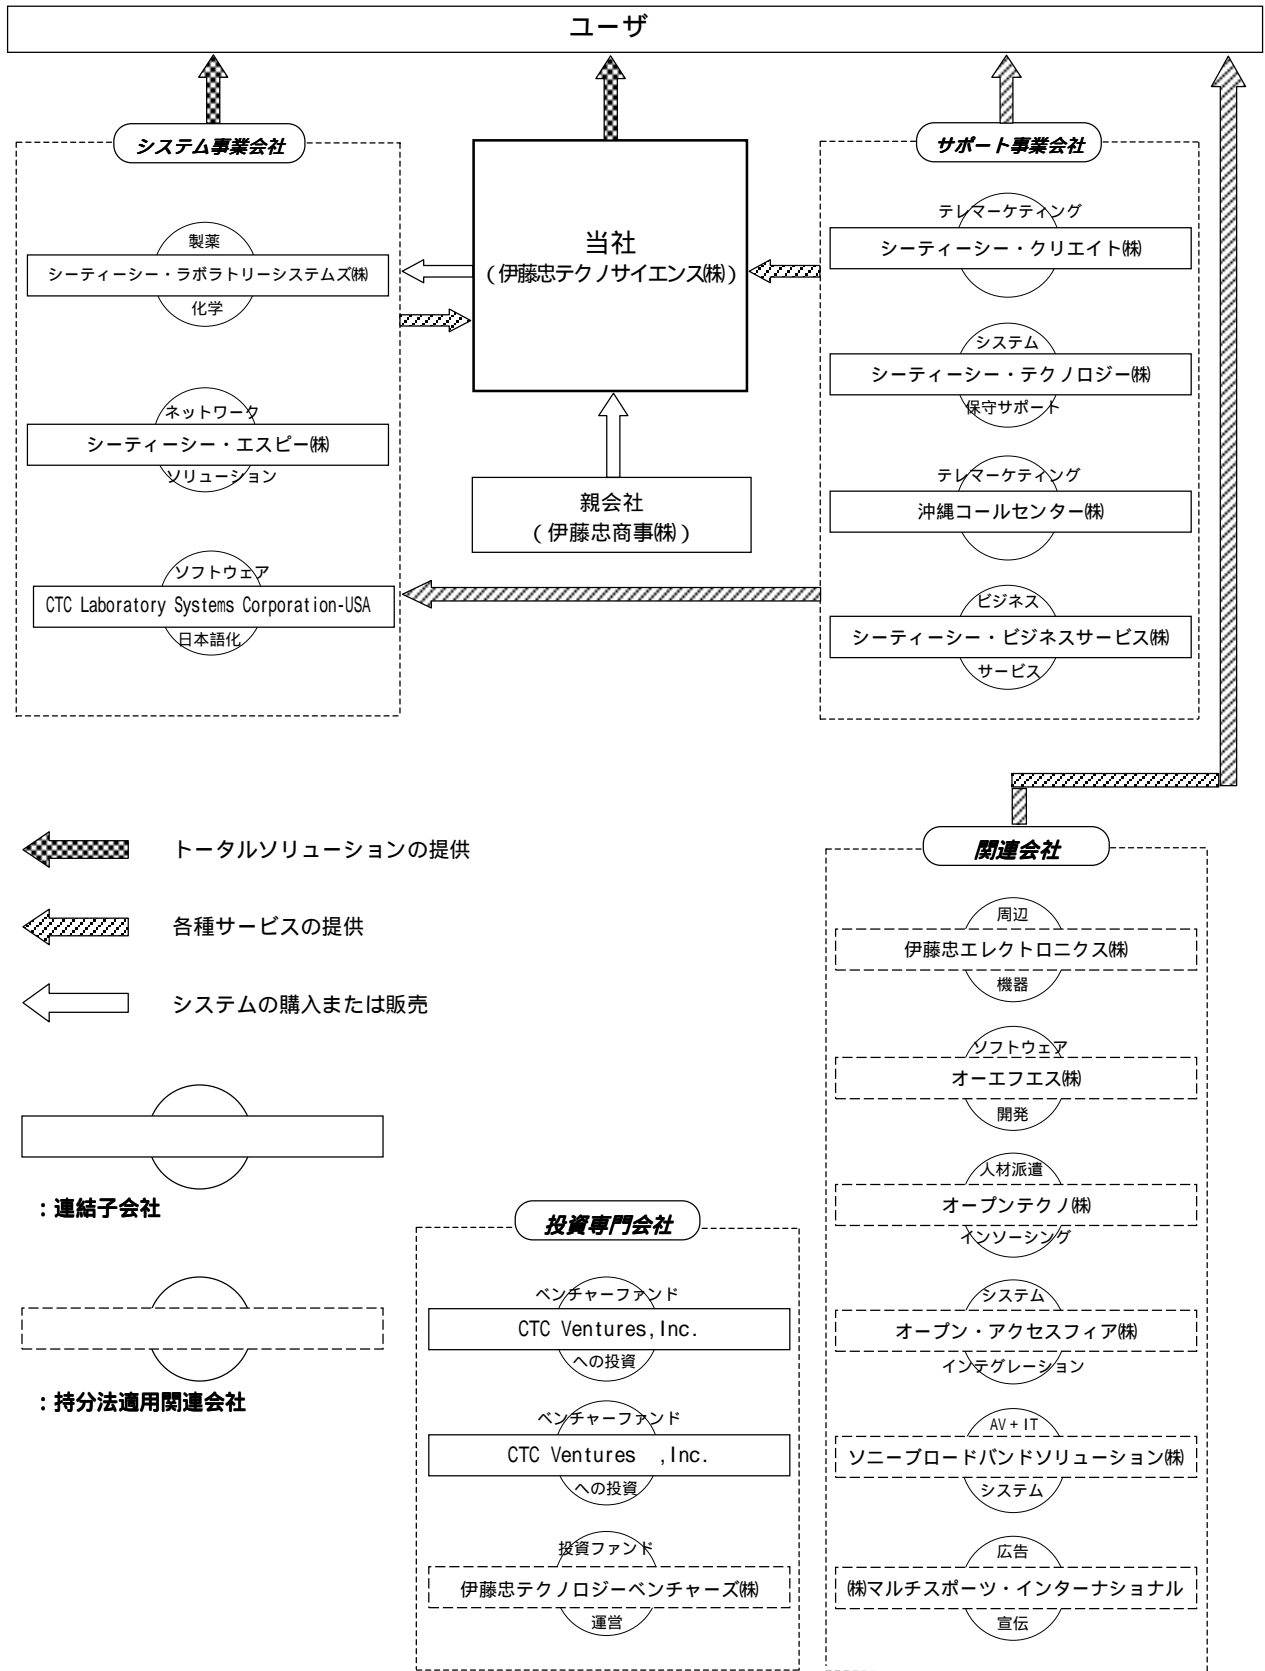 ユーザ
システム事業会社
製薬
シーティーシー・ラボラトリーシステムズ㈱
化学
ネットワーク
シーティーシー・エスピー㈱
ソリューション
ソフトウェア
CTC Laboratory Systems Corporation-USA
日本語化
当社
(伊藤忠テクノサイエンス㈱)
親会社
(伊藤忠商事㈱)
サポート事業会社
テレマーケティング
シーティーシー・クリエイト㈱
システム
シーティーシー・テクノロジー㈱
保守サポート
テレマーケティング
沖縄コールセンター㈱
ビジネス
シーティーシー・ビジネスサービス㈱
サービス
トータルソリューションの提供
各種サービスの提供
システムの購入または販売
:連結子会社
:持分法適用関連会社
投資専門会社
ベンチャーファンド
CTC Ventures,Inc.
への投資
ベンチャーファンド
CTC Ventures ,Inc.
への投資
投資ファンド
伊藤忠テクノロジーベンチャーズ㈱
運営
関連会社
周辺
伊藤忠エレクトロニクス㈱
機器
ソフトウェア
オーエフエス㈱
開発
人材派遣
オープンテクノ㈱
インソーシング
システム
オープン・アクセスフィア㈱
インテグレーション
AV+IT
ソニーブロードバンドソリューション㈱
システム
広告
㈱マルチスポーツ・インターナショナル
宣伝